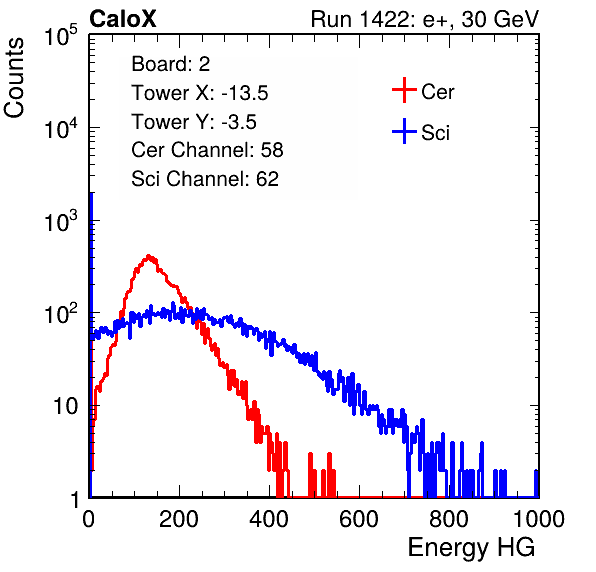 CaloX Run 1422: e+, 30 GeV
Counts
10^5
10^4
10^3
10^2
10
1
Board: 2
Tower X: -13.5
Tower Y: -3.5
Cer Channel: 58
Sci Channel: 62
Cer
Sci
0 200 400 600 800 1000
Energy HG